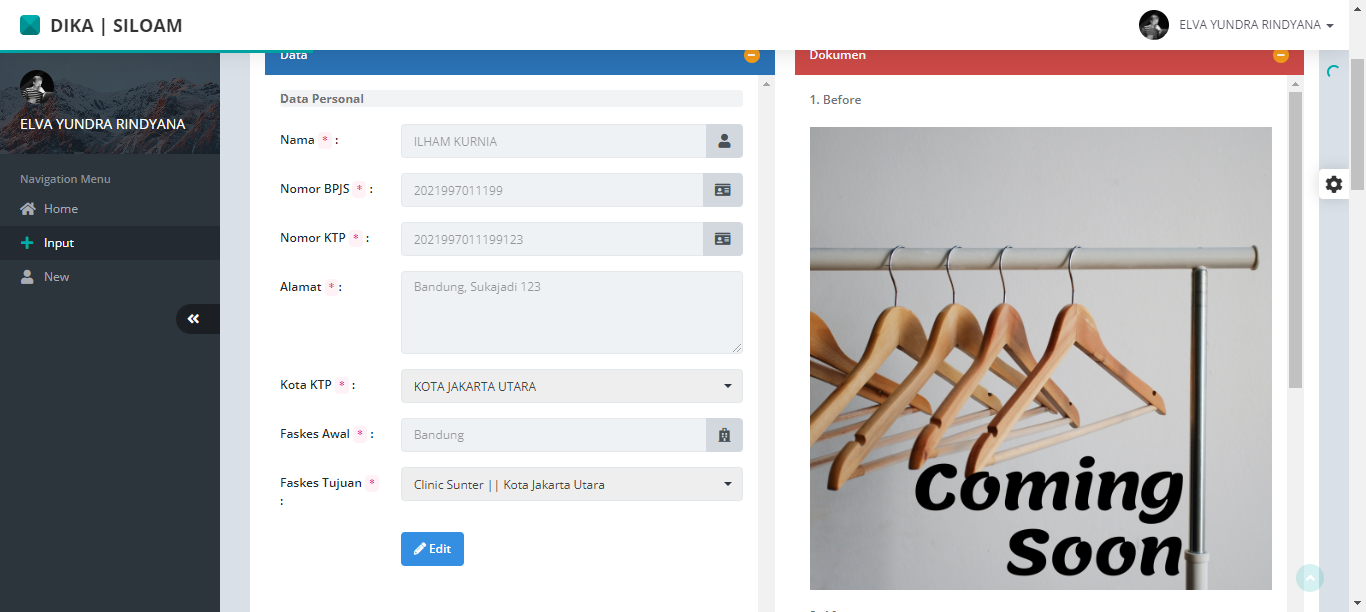 DIKA | SILOAM
ELVA YUNDRA RINDYANA
ELVA YUNDRA RINDYANA
Navigation Menu
Home
Input
New
Data
Data Personal
Nama * :
ILHAM KURNIA
Nomor BPJS * :
2021997011199
Nomor KTP * :
2021997011199123
Alamat * :
Bandung, Sukajadi 123
Kota KTP * :
KOTA JAKARTA UTARA
Faskes Awal * :
Bandung
Faskes Tujuan *
:
Clinic Sunter || Kota Jakarta Utara
Edit
Dokumen
1. Before
Coming
Soon